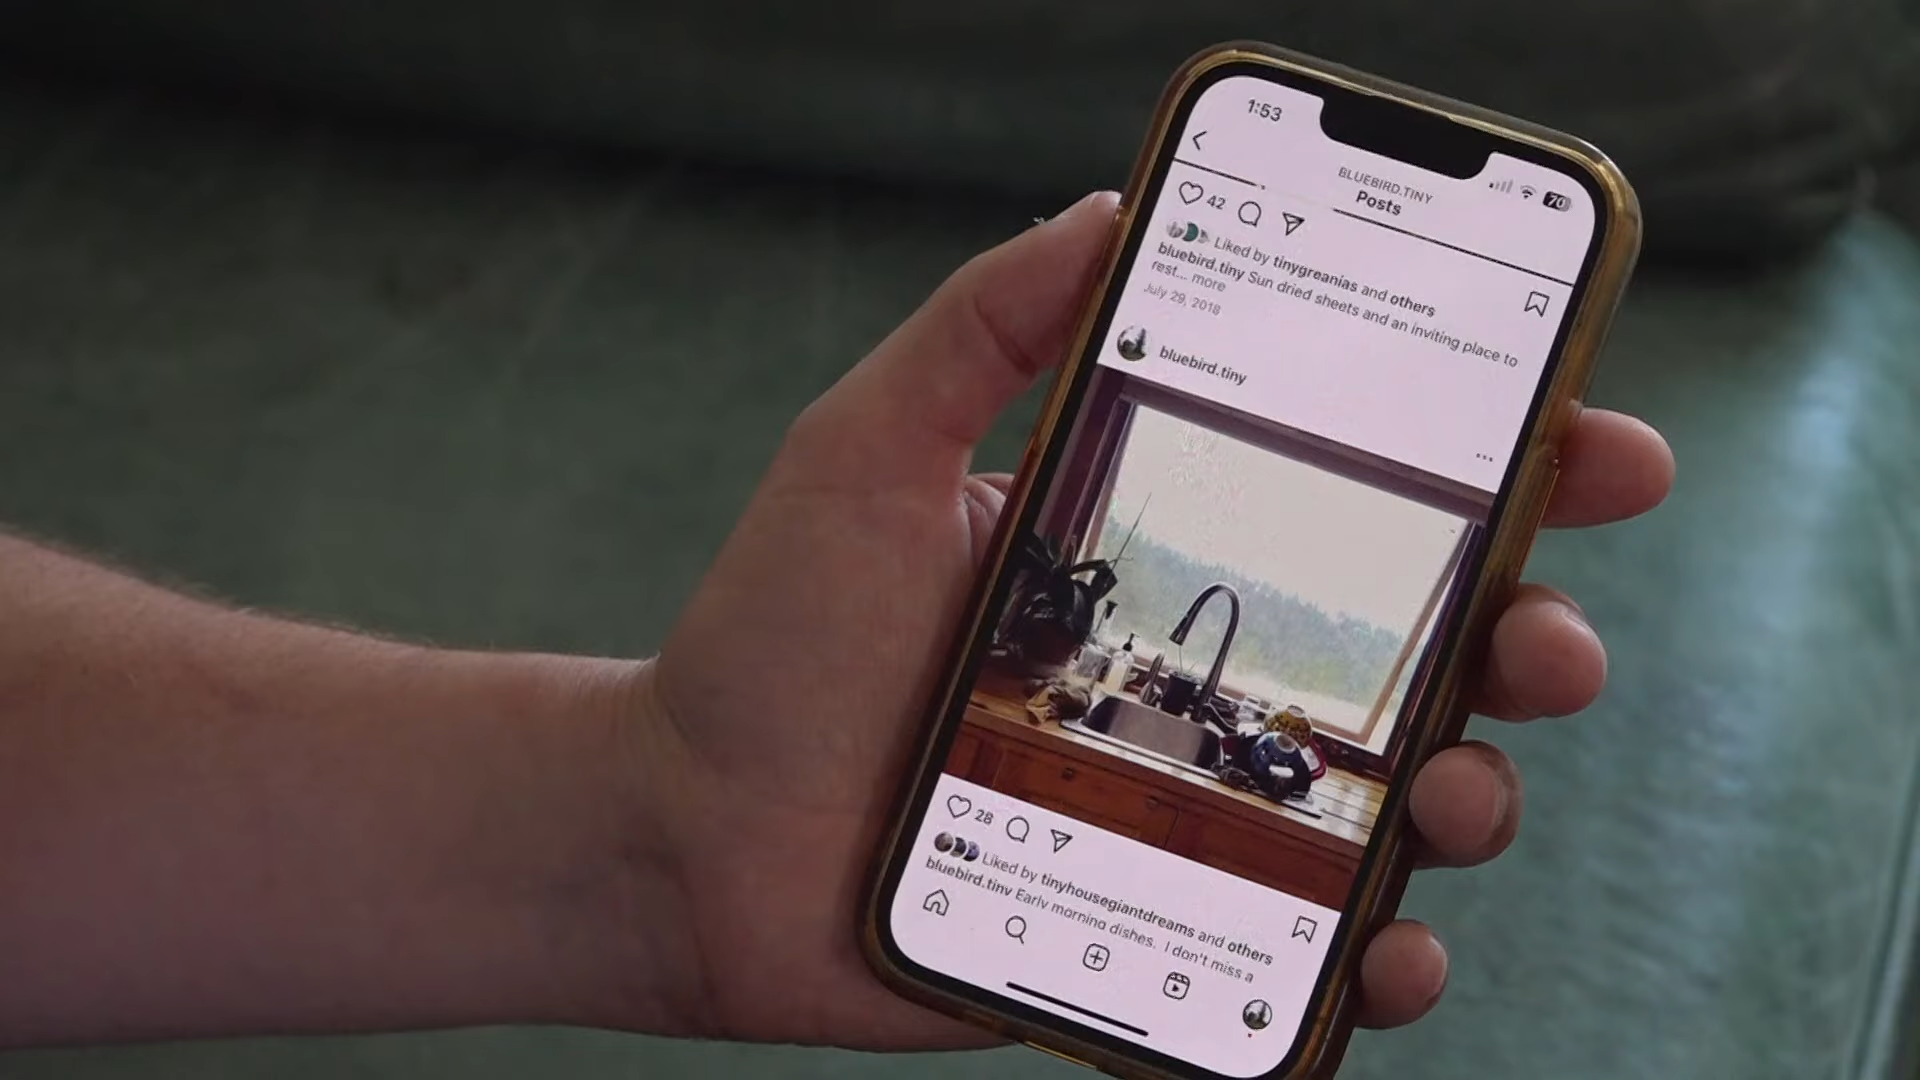 1:53
70
BLUEBIRD.TINY
Posts
42
Liked by tinygreanias and others
bluebird.tiny Sun dried sheets and an inviting place to
rest... more
July 29, 2018
bluebird.tiny
28
Liked by tinyhousegiantdreams and others
bluebird.tiny Early morning dishes. I don't miss a